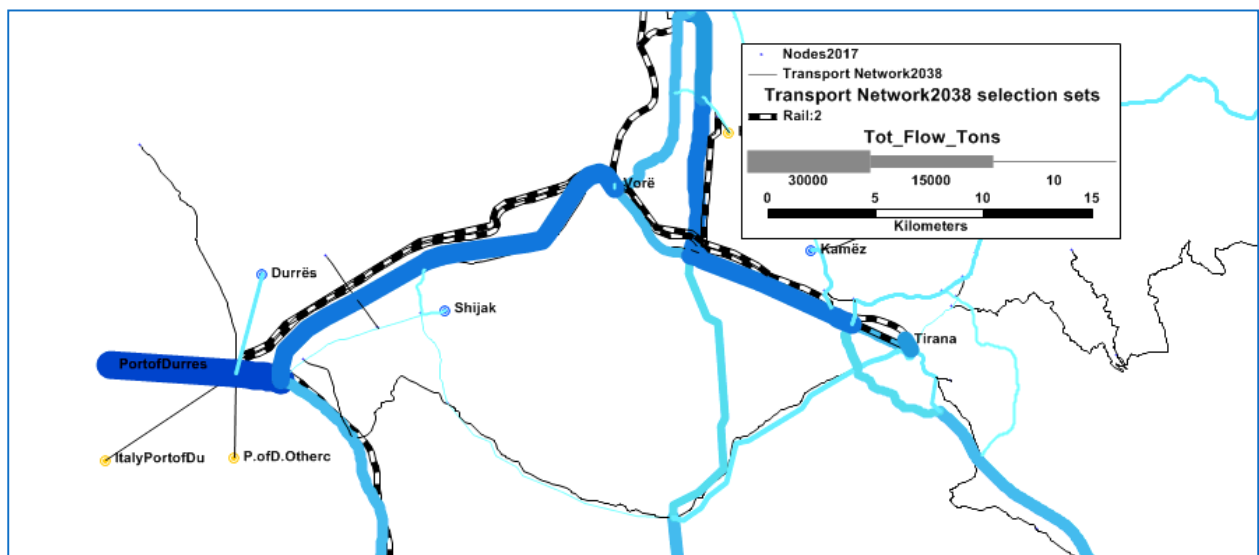 Nodes2017
Transport Network2038
Transport Network2038 selection sets
Rail:2
Tot_Flow_Tons
30000 15000 10
0 5 10 15
Kilometers
Vorë
Kamëz
Durrës
Shijak
Tirana
PortofDurres
ItalyPortofDu
P.ofD.Otherc